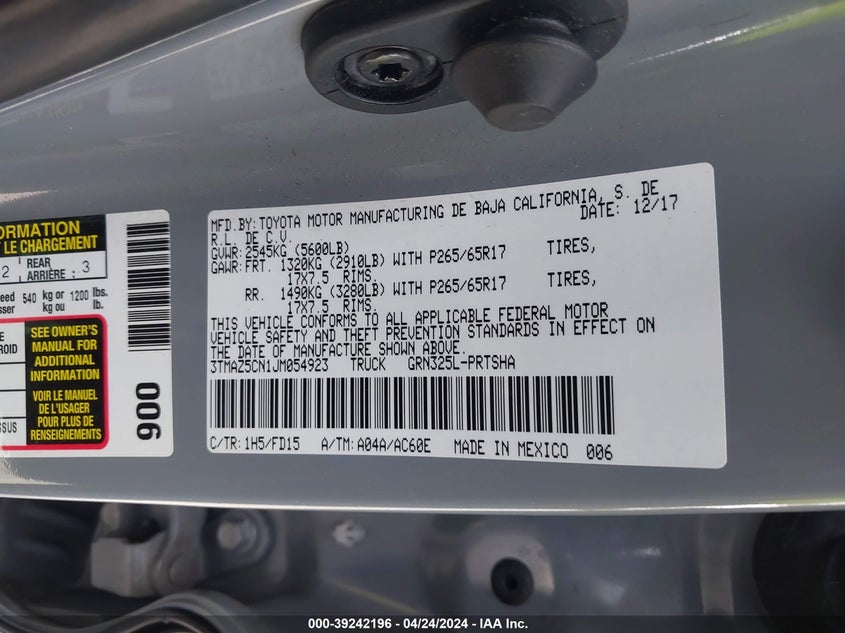 ORMATION
T LE CHARGEMENT
2 REAR ARRIÈRE : 3
eed 540 kg or 1200 lbs.
sser kg ou lb.
E
ROID
SSUS
SEE OWNER'S
MANUAL FOR
ADDITIONAL
INFORMATION
VOIR LE MANUEL
DE L'USAGER
POUR PLUS DE
RENSEIGNEMENTS
900
MFD.BY:TOYOTA MOTOR MANUFACTURING DE BAJA CALIFORNIA, S. DE
R.L. DE C.V. DATE: 12/17
GVWR:2545KG (5600LB)
GAWR:FRT. 1320KG (2910LB) WITH P265/65R17 TIRES,
17X7.5 RIMS.
RR. 1490KG (3280LB) WITH P265/65R17 TIRES,
17X7.5 RIMS.
THIS VEHICLE CONFORMS TO ALL APPLICABLE FEDERAL MOTOR
VEHICLE SAFETY AND THEFT PREVENTION STANDARDS IN EFFECT ON
THE DATE OF MANUFACTURE SHOWN ABOVE.
3TMAZ5CN1JM054923 TRUCK GRN325L-PRTSHA
C/TR: 1H5/FD15 A/TM: A04A/AC60E MADE IN MEXICO 006
000-39242196 - 04/24/2024 - IAA Inc.